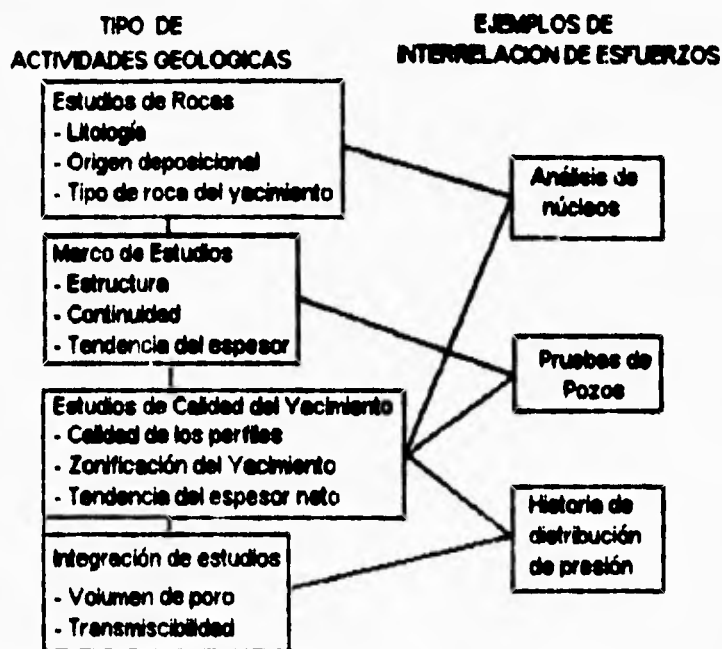 TIPO DE
ACTIVIDADES GEOLOGICAS
Estudios de Rocas
- Litología
- Origen deposicional
- Tipo de roca del yacimiento
Marco de Estudios
- Estructura
- Continuidad
- Tendencia del espesor
Estudios de Calidad del Yacimiento
- Calidad de los perfiles
- Zonificación del Yacimiento
- Tendencia del espesor neto
Integración de estudios
- Volumen de poro
- Transmiscibilidad
EJEMPLOS DE
INTERRELACION DE ESFUERZOS
Análisis de
núcleos
Pruebas de
Pozos
Historia de
distribución
de presión